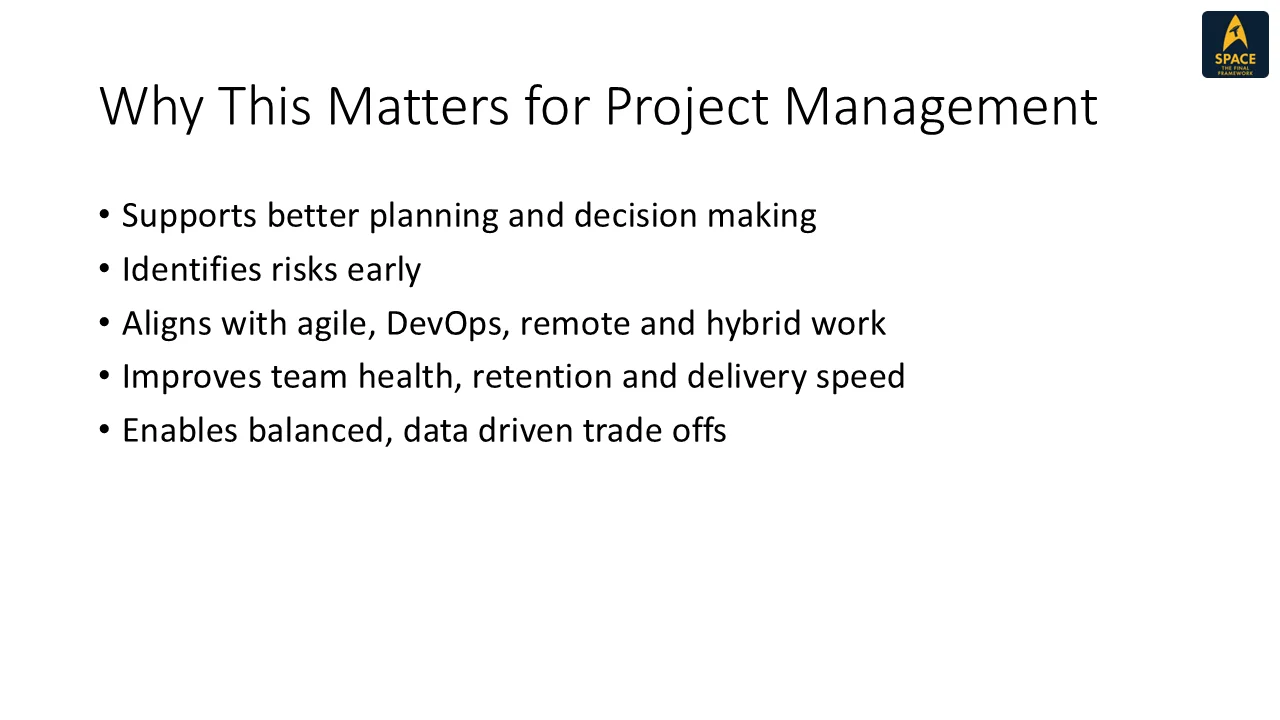 SPACE
THE FINAL
FRAMEWORK
Why This Matters for Project Management
• Supports better planning and decision making
• Identifies risks early
• Aligns with agile, DevOps, remote and hybrid work
• Improves team health, retention and delivery speed
• Enables balanced, data driven trade offs